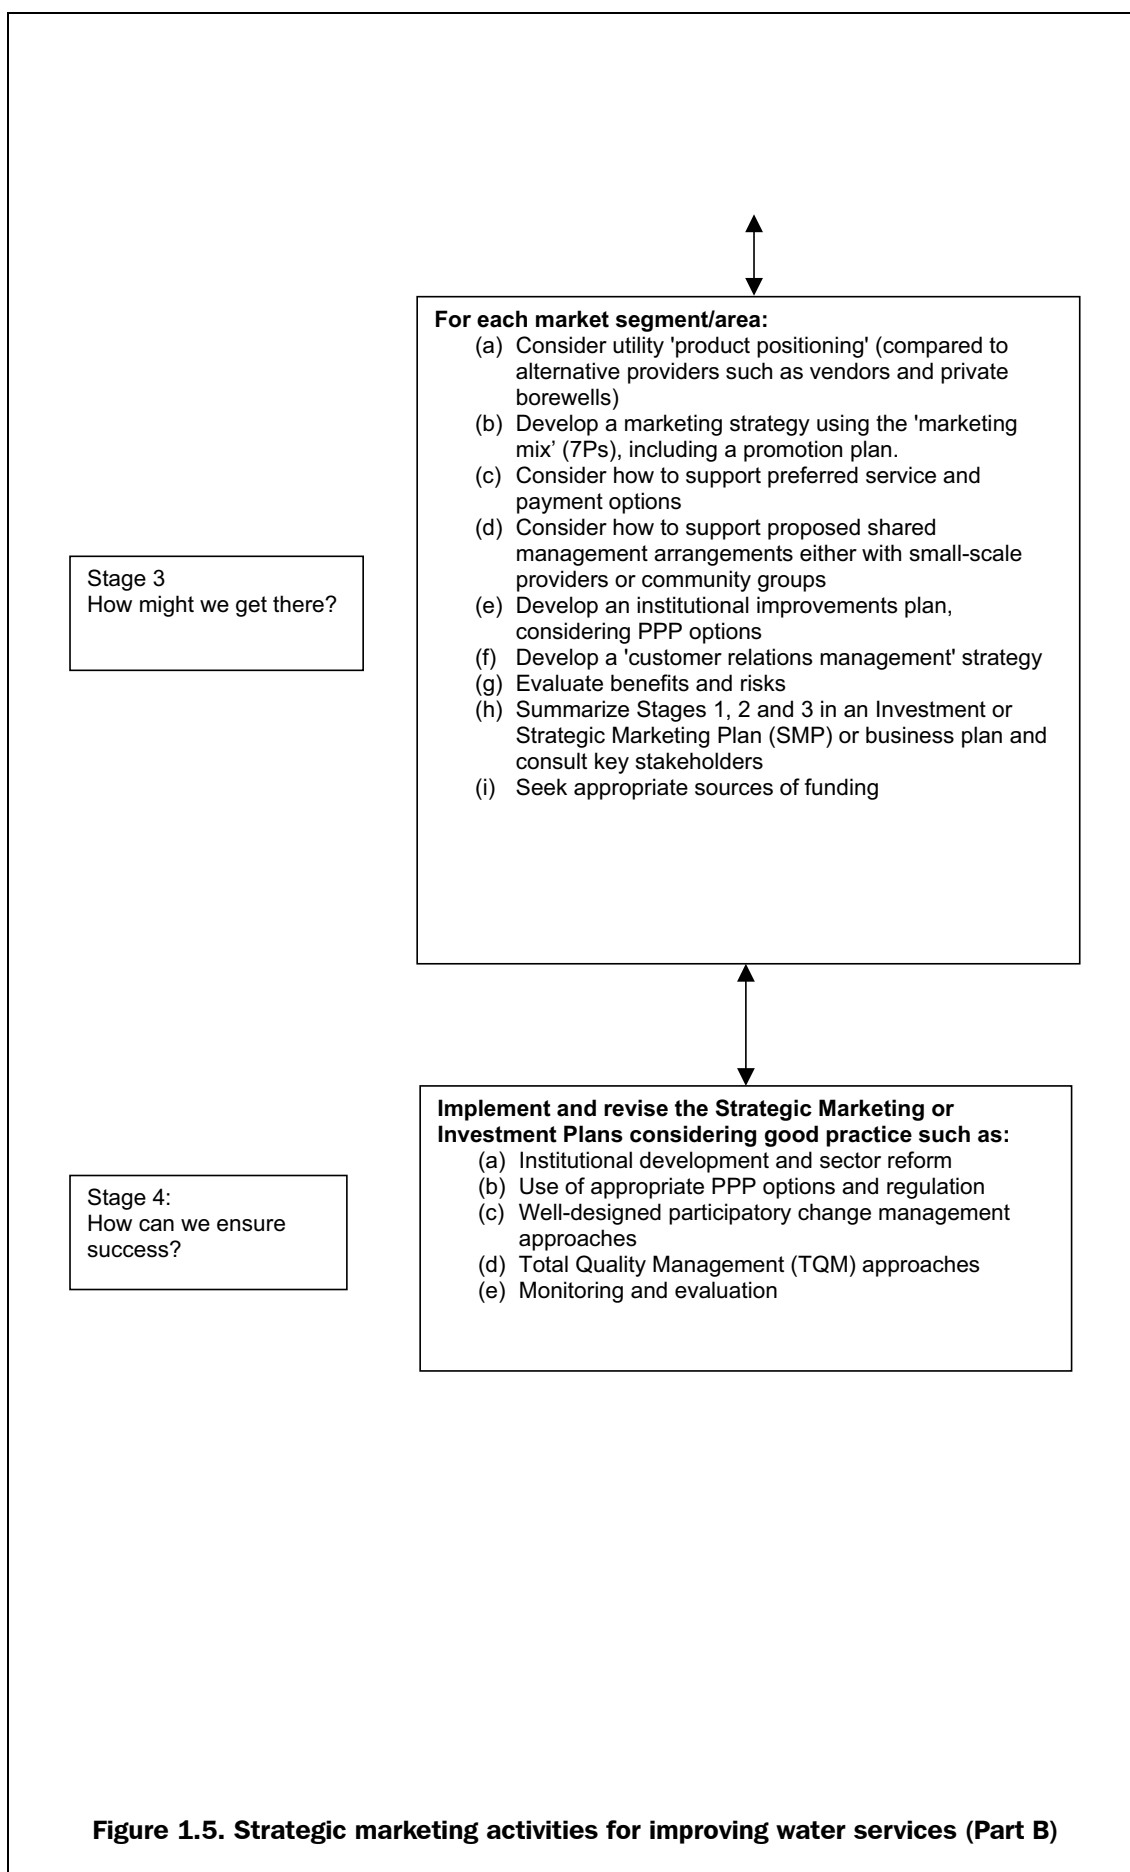 For each market segment/area:
(a) Consider utility 'product positioning' (compared to
alternative providers such as vendors and private
borewells)
(b) Develop a marketing strategy using the 'marketing
mix’ (7Ps), including a promotion plan.
(c) Consider how to support preferred service and
payment options
(d) Consider how to support proposed shared
management arrangements either with small-scale
providers or community groups
(e) Develop an institutional improvements plan,
considering PPP options
(f) Develop a 'customer relations management' strategy
(g) Evaluate benefits and risks
(h) Summarize Stages 1, 2 and 3 in an Investment or
Strategic Marketing Plan (SMP) or business plan and
consult key stakeholders
(i) Seek appropriate sources of funding
Stage 3
How might we get there?
Implement and revise the Strategic Marketing or
Investment Plans considering good practice such as:
(a) Institutional development and sector reform
(b) Use of appropriate PPP options and regulation
(c) Well-designed participatory change management
approaches
(d) Total Quality Management (TQM) approaches
(e) Monitoring and evaluation
Stage 4:
How can we ensure
success?
Figure 1.5. Strategic marketing activities for improving water services (Part B)